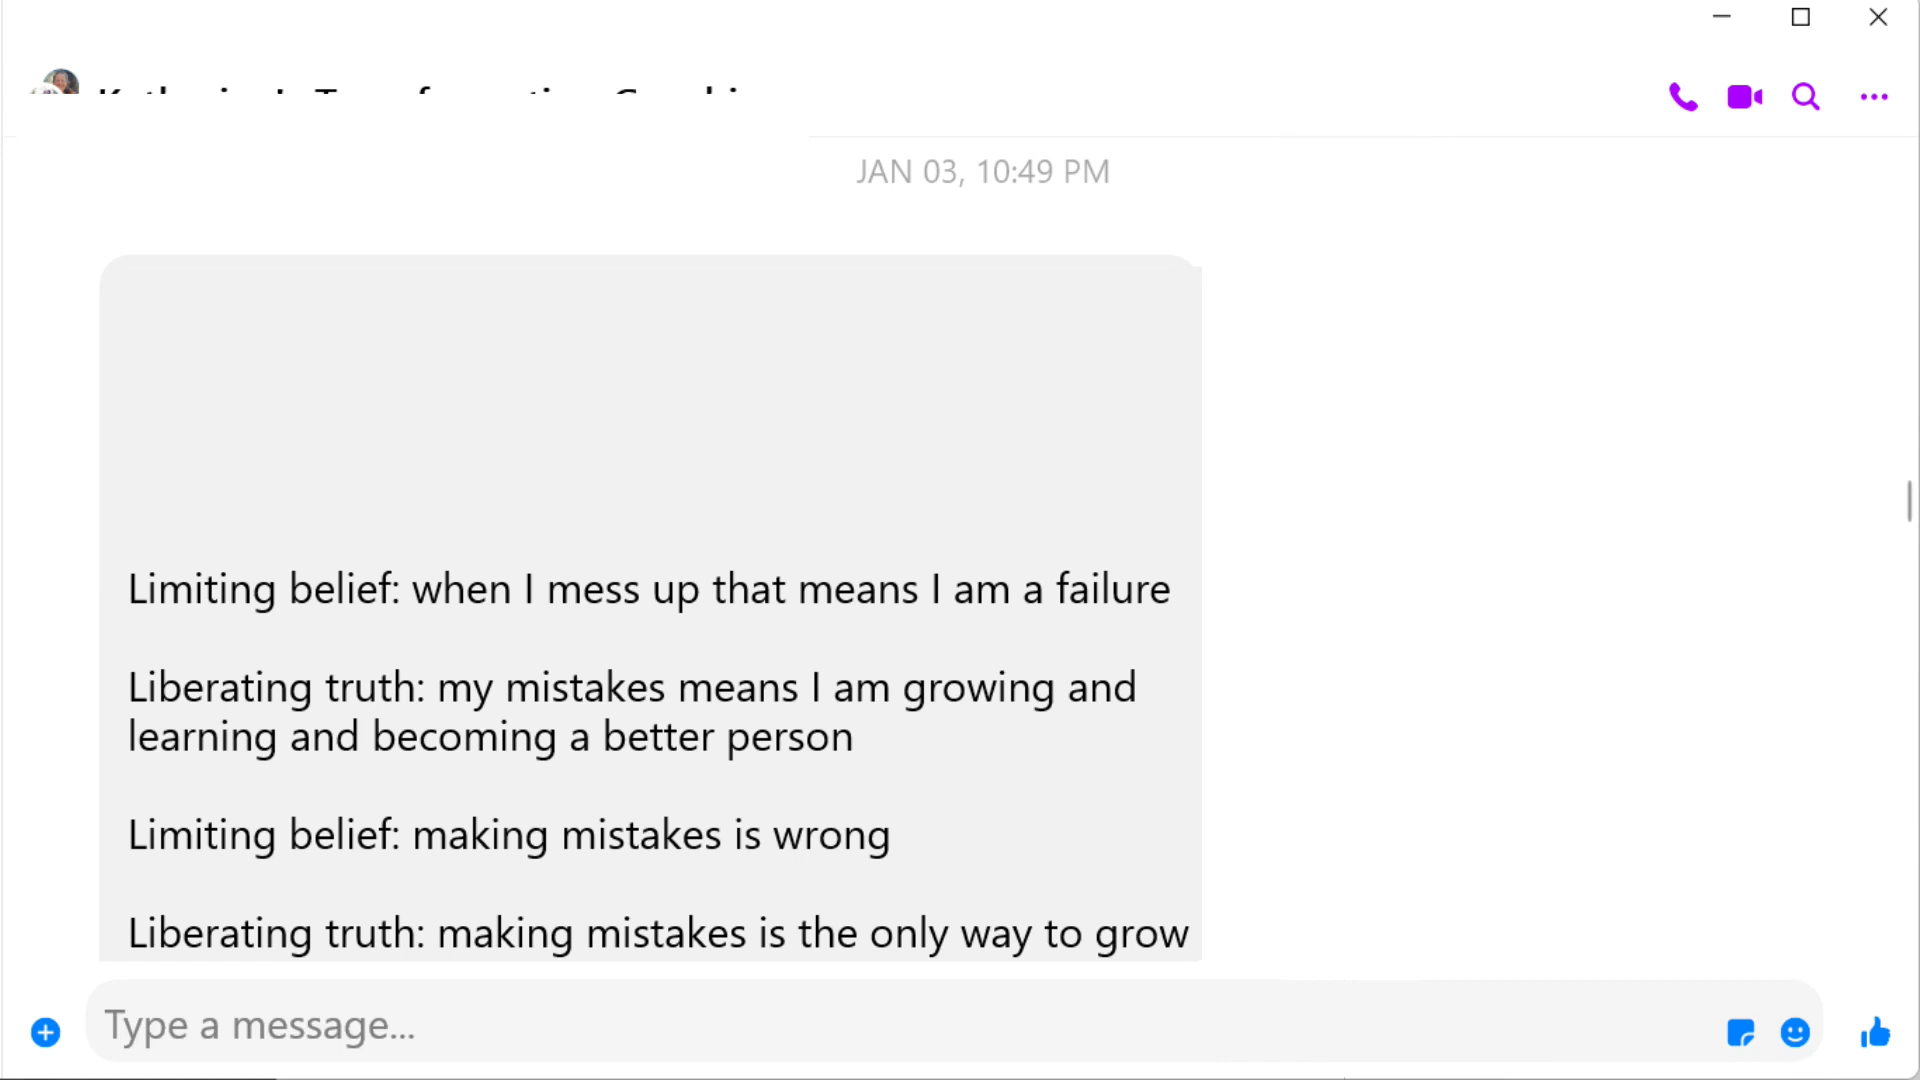 JAN 03, 10:49 PM
Limiting belief: when I mess up that means I am a failure
Liberating truth: my mistakes means I am growing and
learning and becoming a better person
Limiting belief: making mistakes is wrong
Liberating truth: making mistakes is the only way to grow
Type a message...